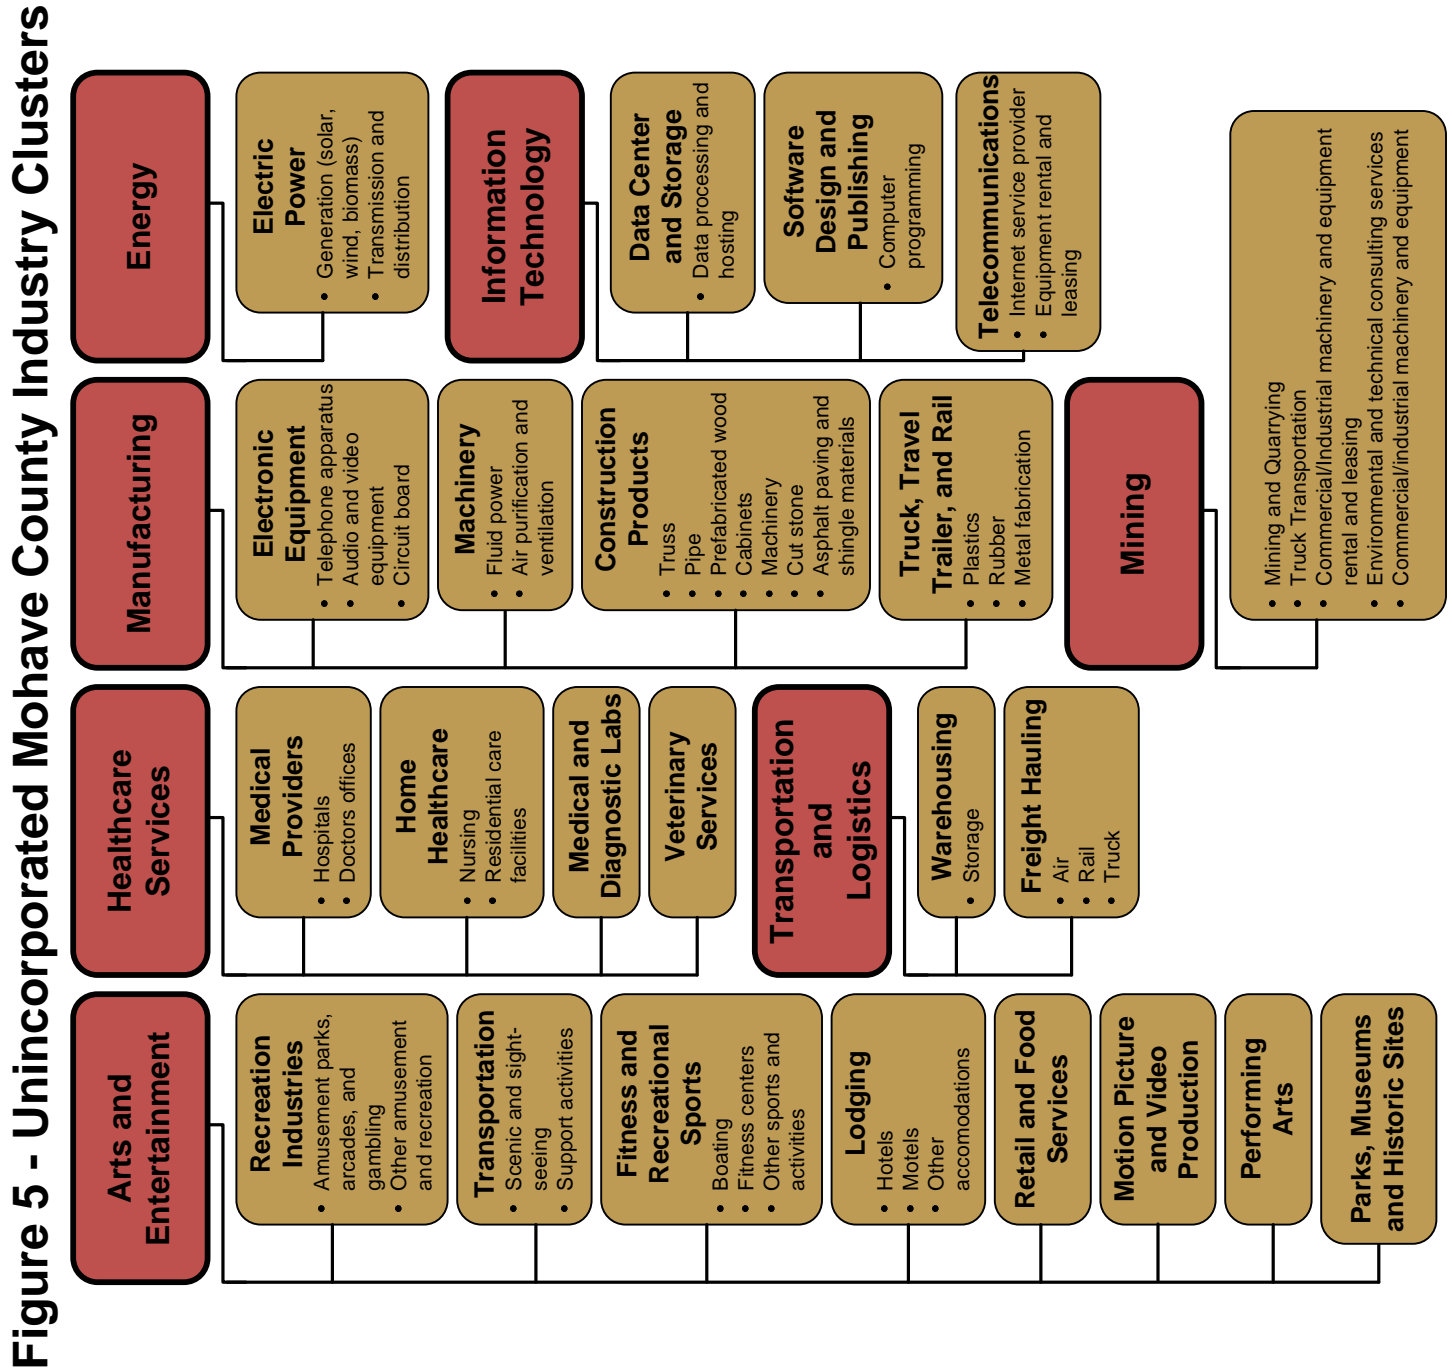 Figure 5 - Unincorporated Mohave County Industry Clusters
Arts and
Entertainment
Recreation
Industries
• Amusement parks,
arcades, and
gambling
• Other amusement
and recreation
Transportation
• Scenic and sight-
seeing
• Support activities
Fitness and
Recreational
Sports
• Boating
• Fitness centers
• Other sports and
activities
Lodging
• Hotels
• Motels
• Other
accomodations
Retail and Food
Services
Motion Picture
and Video
Production
Performing
Arts
Parks, Museums
and Historic Sites
Healthcare
Services
Medical
Providers
• Hospitals
• Doctors offices
Home
Healthcare
• Nursing
• Residential care
facilities
Medical and
Diagnostic Labs
Veterinary
Services
Transportation
and
Logistics
Warehousing
• Storage
Freight Hauling
• Air
• Rail
• Truck
Manufacturing
Electronic
Equipment
• Telephone apparatus
• Audio and video
equipment
• Circuit board
Machinery
• Fluid power
• Air purification and
ventilation
Construction
Products
• Truss
• Pipe
• Prefabricated wood
• Cabinets
• Machinery
• Cut stone
• Asphalt paving and
shingle materials
Truck, Travel
Trailer, and Rail
• Plastics
• Rubber
• Metal fabrication
Mining
• Mining and Quarrying
• Truck Transportation
• Commercial/Industrial machinery and equipment
rental and leasing
• Environmental and technical consulting services
• Commercial/industrial machinery and equipment
Energy
Electric
Power
• Generation (solar,
wind, biomass)
• Transmission and
distribution
Information
Technology
Data Center
and Storage
• Data processing and
hosting
Software
Design and
Publishing
• Computer
programming
Telecommunications
• Internet service provider
• Equipment rental and
leasing